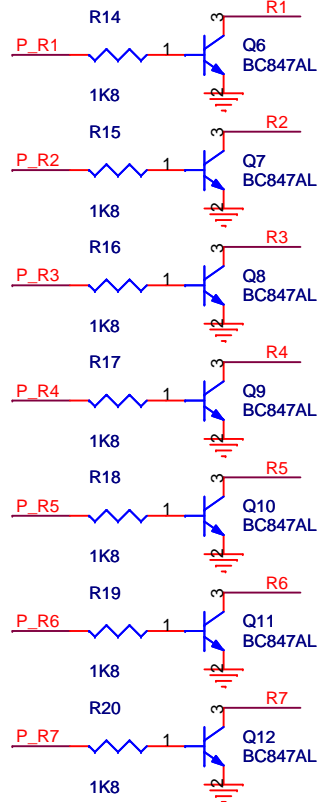 R14 3 R1
P_R1 1 Q6
BC847AL
1K8 2
R15 3 R2
P_R2 1 Q7
BC847AL
1K8 2
R16 3 R3
P_R3 1 Q8
BC847AL
1K8 2
R17 3 R4
P_R4 1 Q9
BC847AL
1K8 2
R18 3 R5
P_R5 1 Q10
BC847AL
1K8 2
R19 3 R6
P_R6 1 Q11
BC847AL
1K8 2
R20 3 R7
P_R7 1 Q12
BC847AL
1K8 2